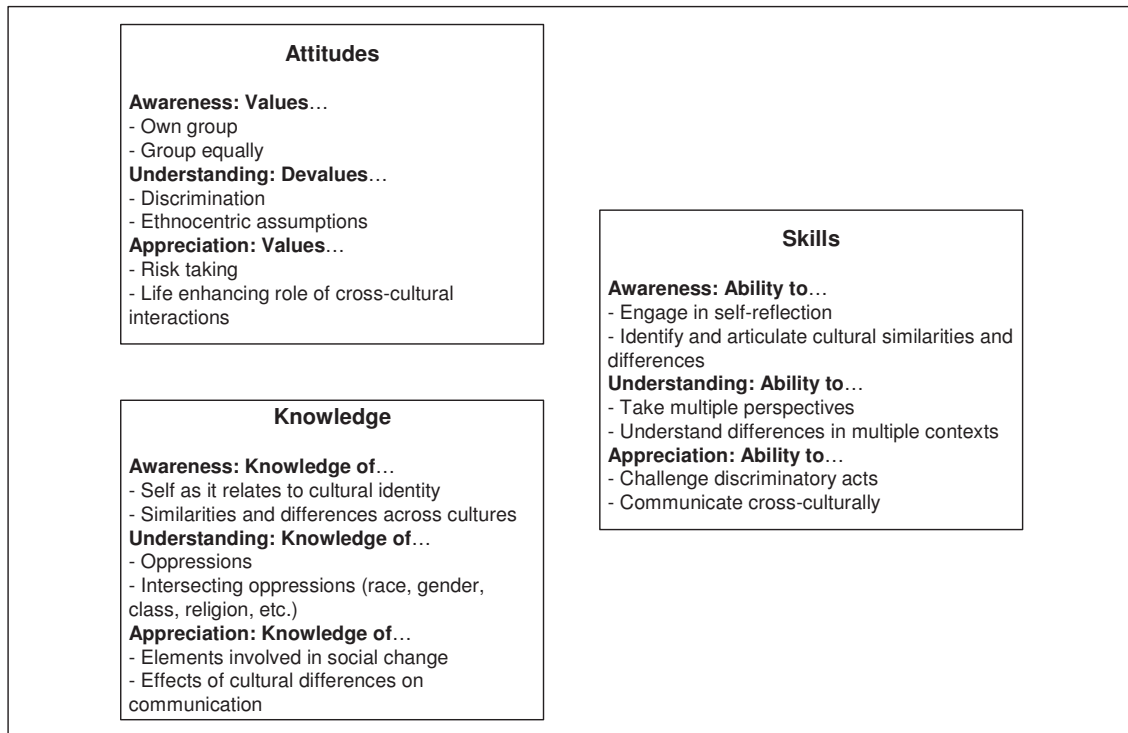 Attitudes
Awareness: Values…
- Own group
- Group equally
Understanding: Devalues…
- Discrimination
- Ethnocentric assumptions
Appreciation: Values…
- Risk taking
- Life enhancing role of cross-cultural
interactions
Knowledge
Awareness: Knowledge of…
- Self as it relates to cultural identity
- Similarities and differences across cultures
Understanding: Knowledge of…
- Oppressions
- Intersecting oppressions (race, gender,
class, religion, etc.)
Appreciation: Knowledge of…
- Elements involved in social change
- Effects of cultural differences on
communication
Skills
Awareness: Ability to…
- Engage in self-reflection
- Identify and articulate cultural similarities and
differences
Understanding: Ability to…
- Take multiple perspectives
- Understand differences in multiple contexts
Appreciation: Ability to…
- Challenge discriminatory acts
- Communicate cross-culturally